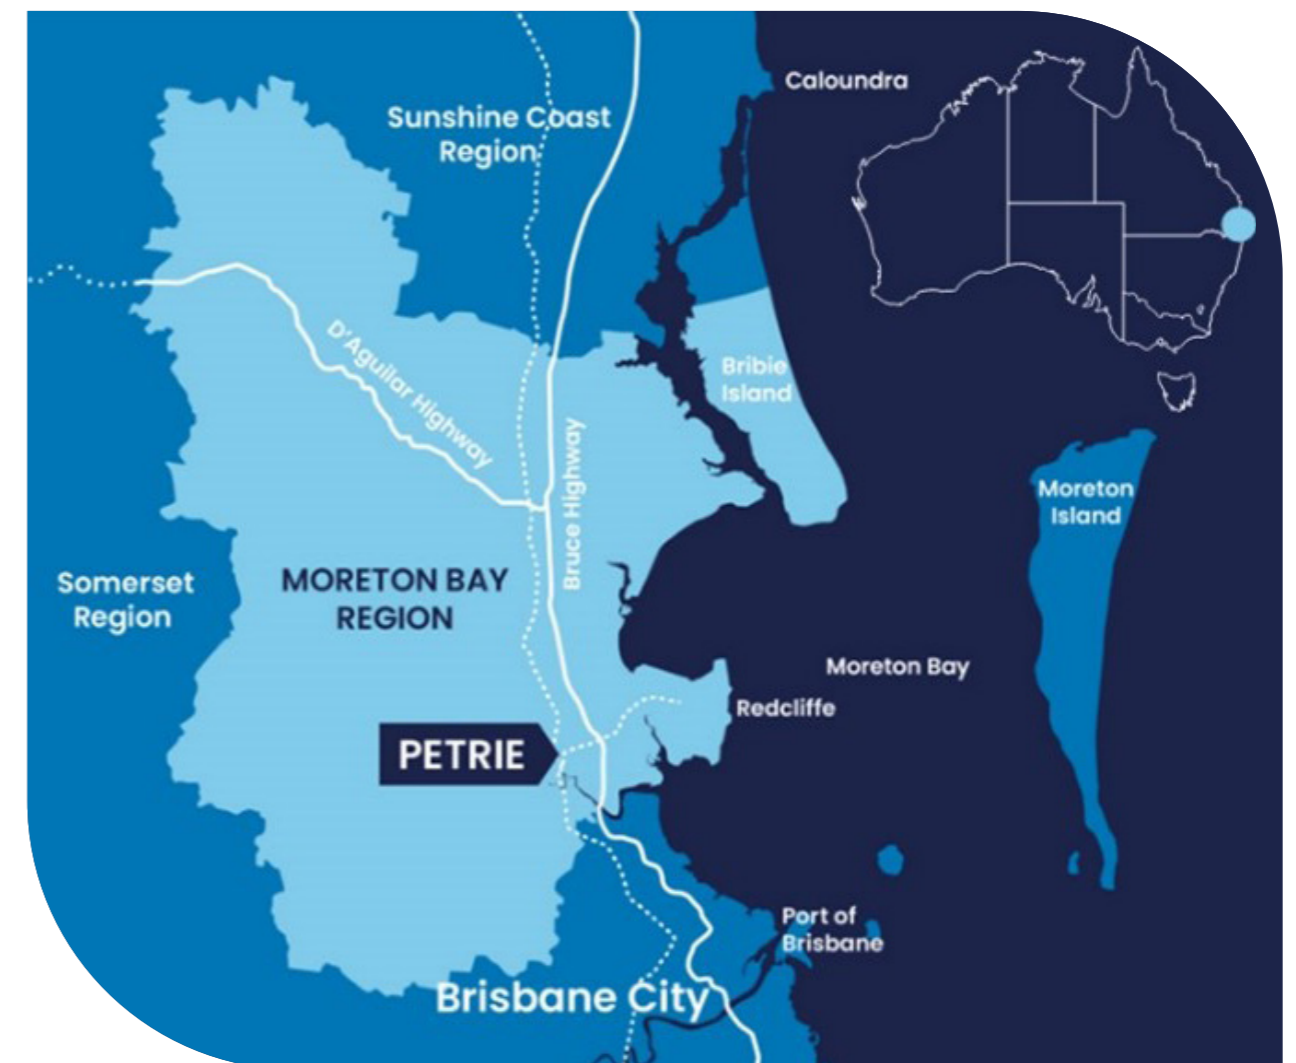 Caloundra
Sunshine Coast
Region
D'Aguilar Highway
Bribie
Island
Bruce Highway
Moreton
Island
Somerset
Region
MORETON BAY
REGION
Moreton Bay
Redcliffe
PETRIE
Port of
Brisbane
Brisbane City